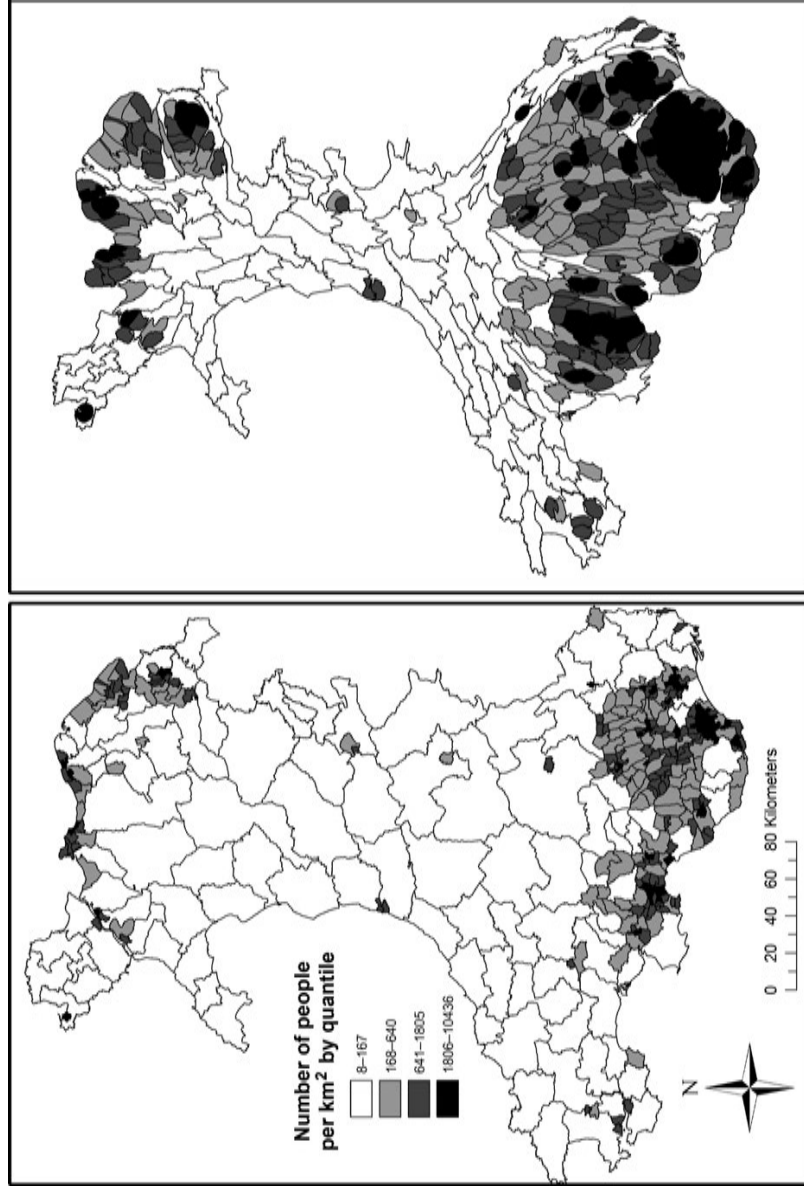 Number of people
per km² by quantile
8–167
168–640
641–1805
1806–10436
N
0 20 40 60 80 Kilometers